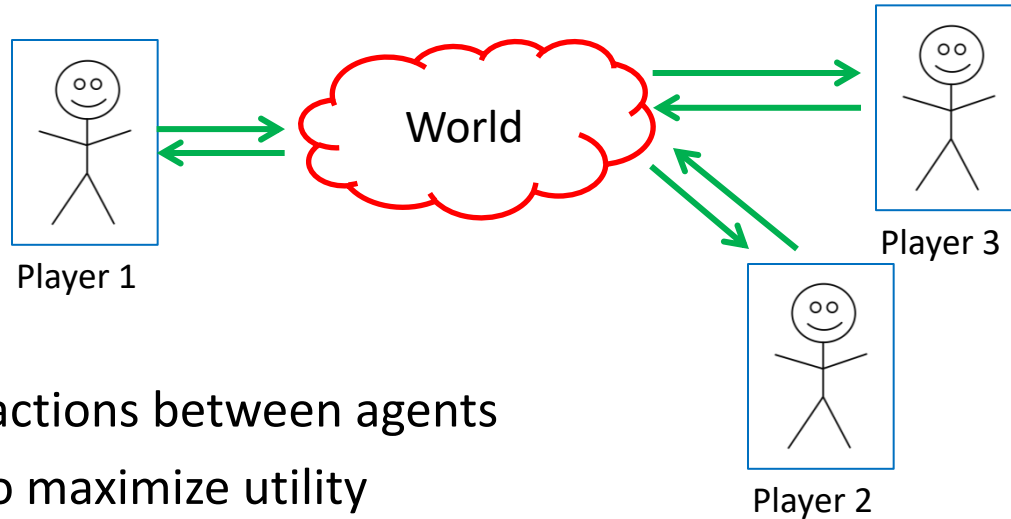 World
Player 1
Player 3
actions between agents
o maximize utility
Player 2